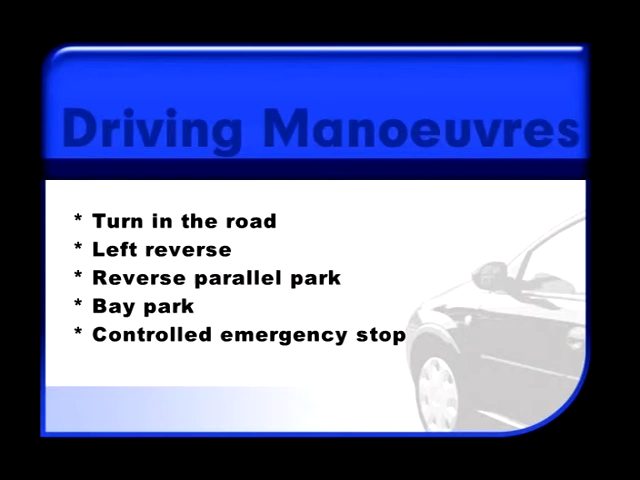 Driving Manoeuvres
* Turn in the road
* Left reverse
* Reverse parallel park
* Bay park
* Controlled emergency stop